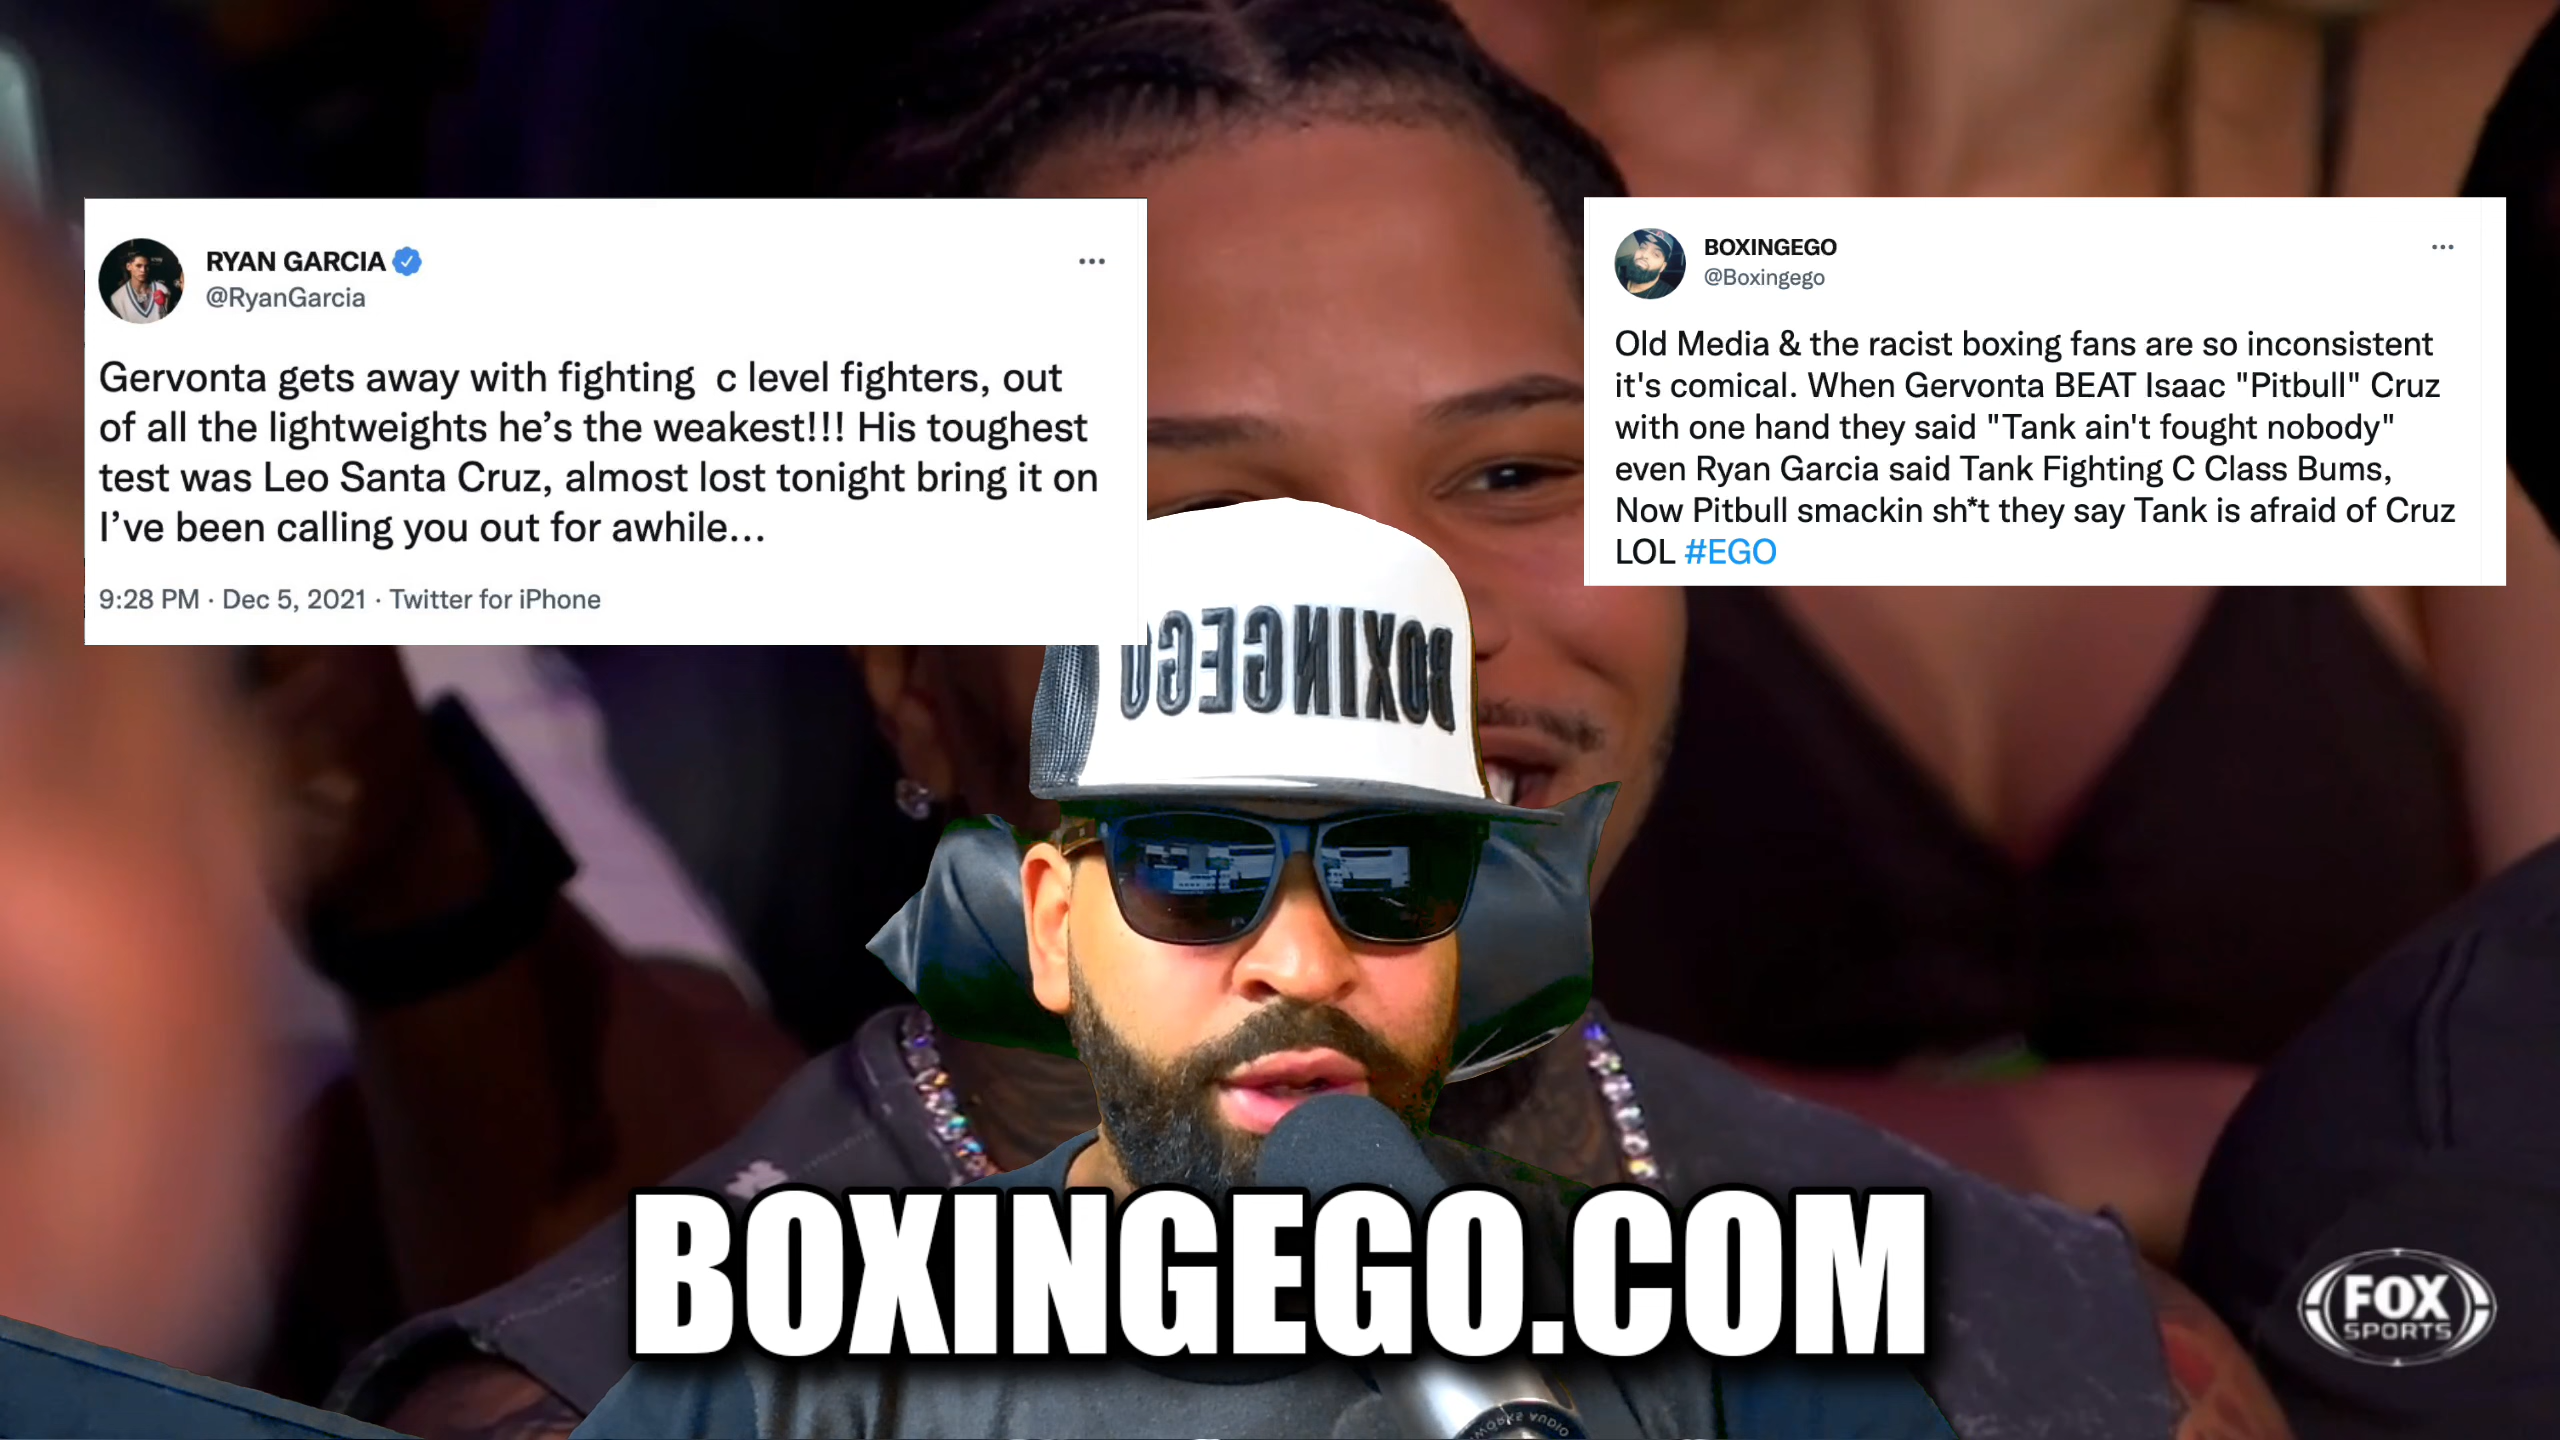 RYAN GARCIA
@RyanGarcia
Gervonta gets away with fighting  c level fighters, out
of all the lightweights he’s the weakest!!! His toughest
test was Leo Santa Cruz, almost lost tonight bring it on
I’ve been calling you out for awhile...
9:28 PM · Dec 5, 2021 · Twitter for iPhone
BOXINGEGO
@Boxingego
Old Media & the racist boxing fans are so inconsistent
it's comical. When Gervonta BEAT Isaac "Pitbull" Cruz
with one hand they said "Tank ain't fought nobody"
even Ryan Garcia said Tank Fighting C Class Bums,
Now Pitbull smackin sh*t they say Tank is afraid of Cruz
LOL #EGO
BOXINGEGO
BOXINGEGO.COM
FOX
SPORTS
AUDIO